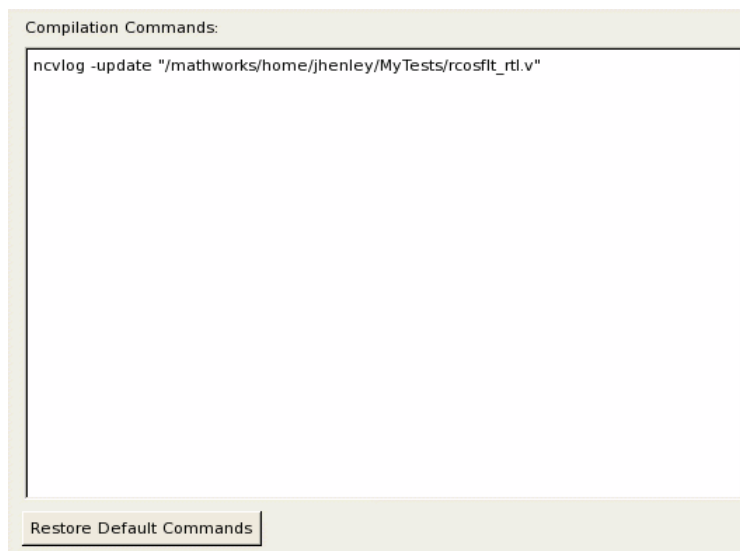 Compilation Commands:
ncvlog -update "/mathworks/home/jhenley/MyTests/rcosflt_rtl.v"
Restore Default Commands